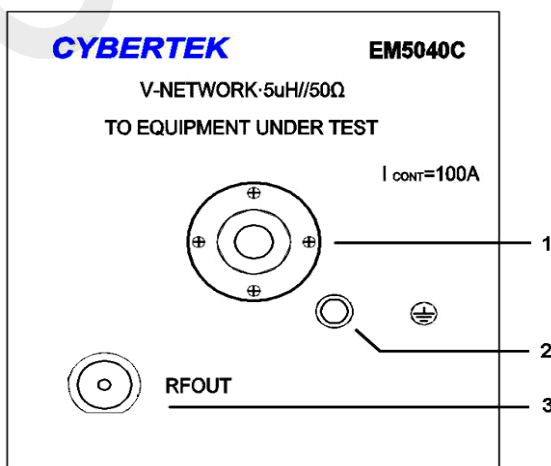 CYBERTEK
EM5040C
V-NETWORK·5uH//50Ω
TO EQUIPMENT UNDER TEST
I CONT=100A
1
2
RFOUT
3